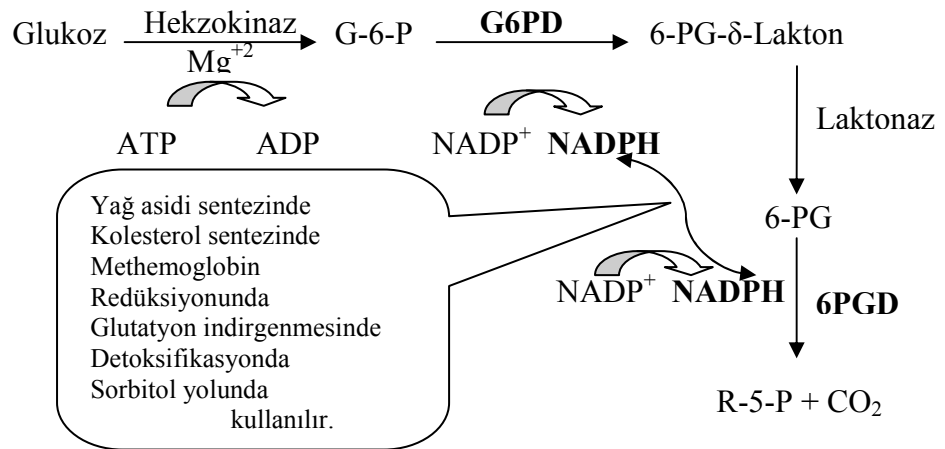 Glukoz Hekzokinaz G-6-P G6PD 6-PG-δ-Lakton
Mg⁺²
ATP ADP NADP⁺ NADPH
Laktonaz
Yağ asidi sentezinde
Kolesterol sentezinde
Methemoglobin
Redüksiyonunda
Glutatyon indirgenmesinde
Detoksifikasyonda
Sorbitol yolunda
kullanılır.
6-PG
NADP⁺ NADPH 6PGD
R-5-P + CO₂